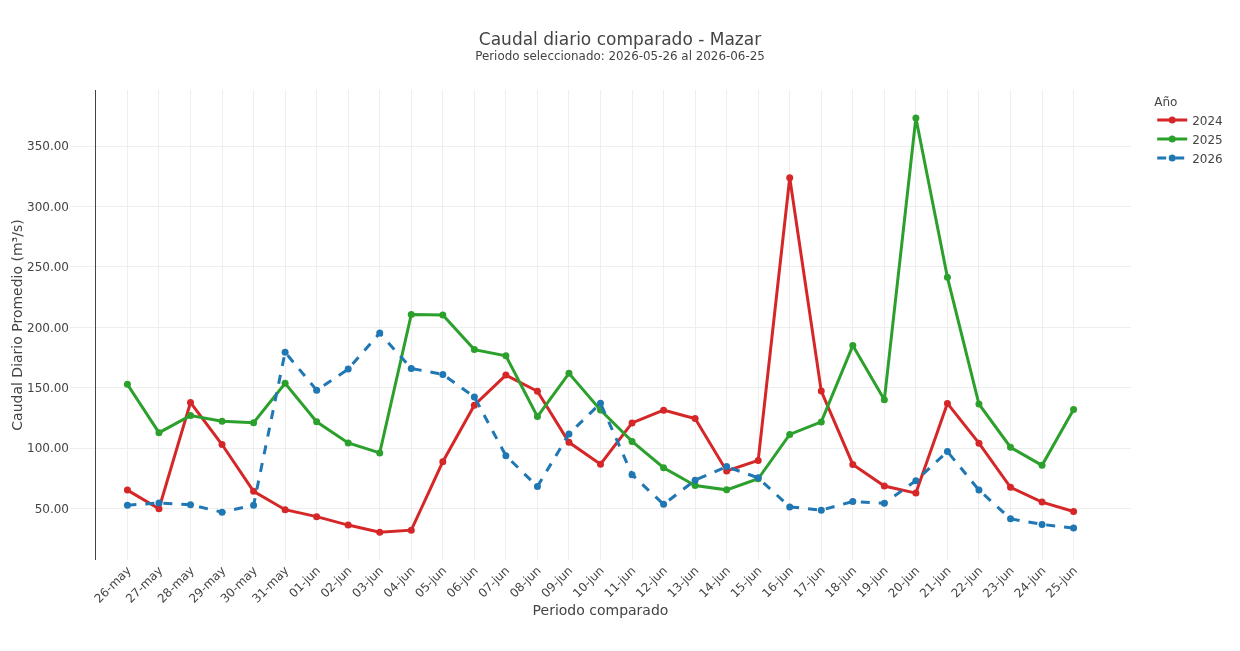 Caudal diario comparado - Mazar
Periodo seleccionado: 2026-05-26 al 2026-06-25
Año
2024
2025
2026
Caudal Diario Promedio (m³/s)
350.00
300.00
250.00
200.00
150.00
100.00
50.00
26-may
27-may
28-may
29-may
30-may
31-may
01-jun
02-jun
03-jun
04-jun
05-jun
06-jun
07-jun
08-jun
09-jun
10-jun
11-jun
12-jun
13-jun
14-jun
15-jun
16-jun
17-jun
18-jun
19-jun
20-jun
21-jun
22-jun
23-jun
24-jun
25-jun
Periodo comparado